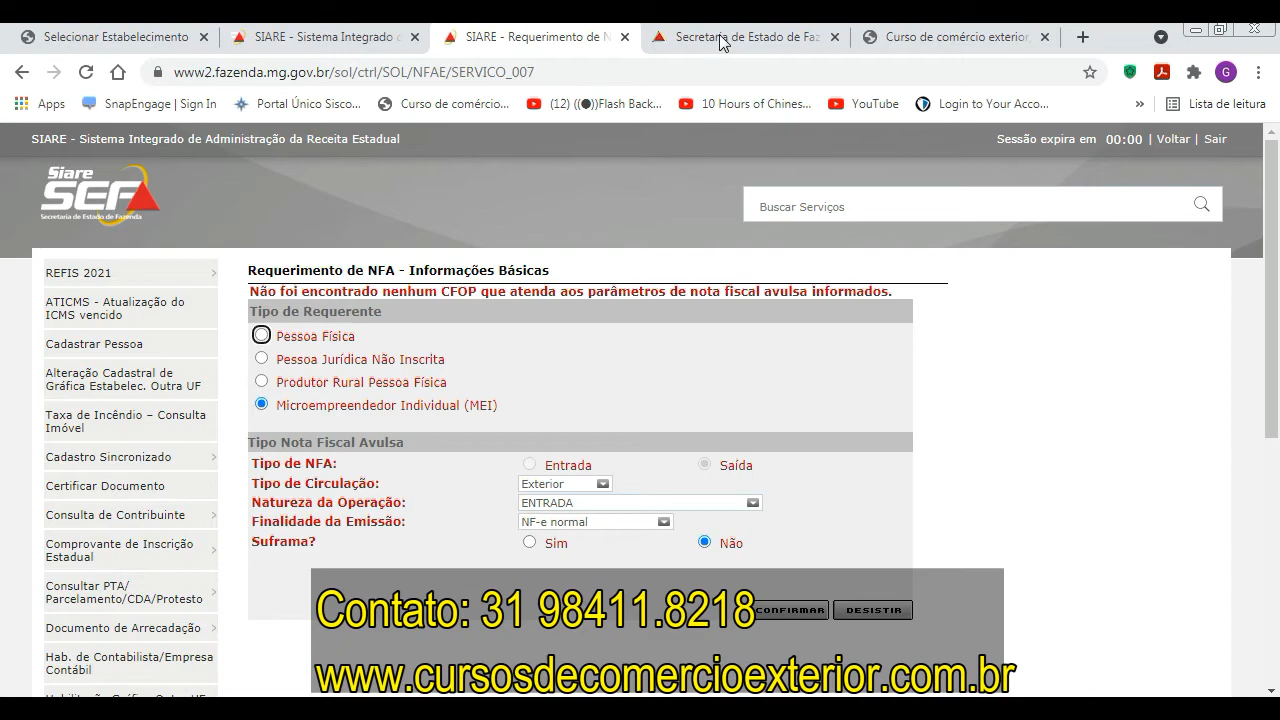 Selecionar Estabelecimento
SIARE - Sistema Integrado d
SIARE - Requerimento de N
Secretaria de Estado de Faz
Curso de comércio exterior,
www2.fazenda.mg.gov.br/sol/ctrl/SOL/NFAE/SERVICO_007
G
Apps
SnapEngage | Sign In
Portal Único Sisco...
Curso de comércio...
(12) ((●))Flash Back...
10 Hours of Chines...
YouTube
Login to Your Acco...
»
Lista de leitura
SIARE - Sistema Integrado de Administração da Receita Estadual
Sessão expira em 00:00 | Voltar | Sair
Siare
SEF
Secretaria de Estado de Fazenda
Buscar Serviços
REFIS 2021
ATICMS - Atualização do
ICMS vencido
Cadastrar Pessoa
Alteração Cadastral de
Gráfica Estabelec. Outra UF
Taxa de Incêndio – Consulta
Imóvel
Cadastro Sincronizado
Certificar Documento
Consulta de Contribuinte
Comprovante de Inscrição
Estadual
Consultar PTA/
Parcelamento/CDA/Protesto
Documento de Arrecadação
Hab. de Contabilista/Empresa
Contábil
Requerimento de NFA - Informações Básicas
Não foi encontrado nenhum CFOP que atenda aos parâmetros de nota fiscal avulsa informados.
Tipo de Requerente
Pessoa Física
Pessoa Jurídica Não Inscrita
Produtor Rural Pessoa Física
Microempreendedor Individual (MEI)
Tipo Nota Fiscal Avulsa
Tipo de NFA: Entrada Saída
Tipo de Circulação: Exterior
Natureza da Operação: ENTRADA
Finalidade da Emissão: NF-e normal
Suframa? Sim Não
CONFIRMAR DESISTIR
Contato: 31 98411.8218
www.cursosdecomercioexterior.com.br